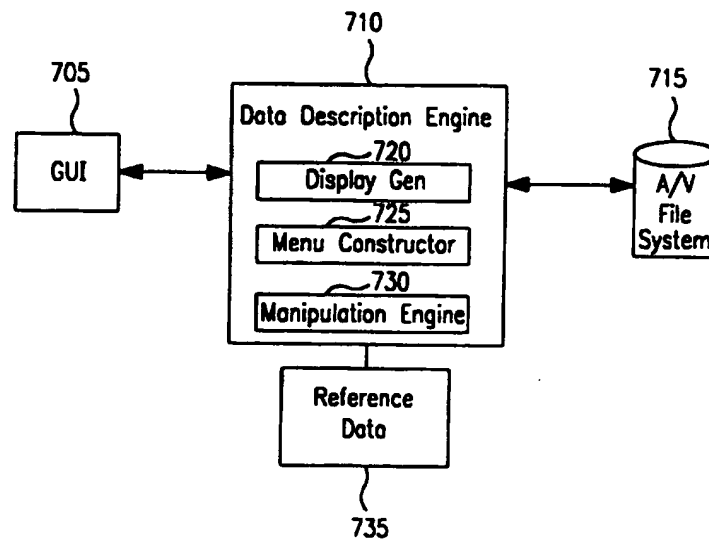 710
705
715
Data Description Engine
GUI
720
Display Gen
A/V
File
System
725
Menu Constructor
730
Manipulation Engine
Reference
Data
735